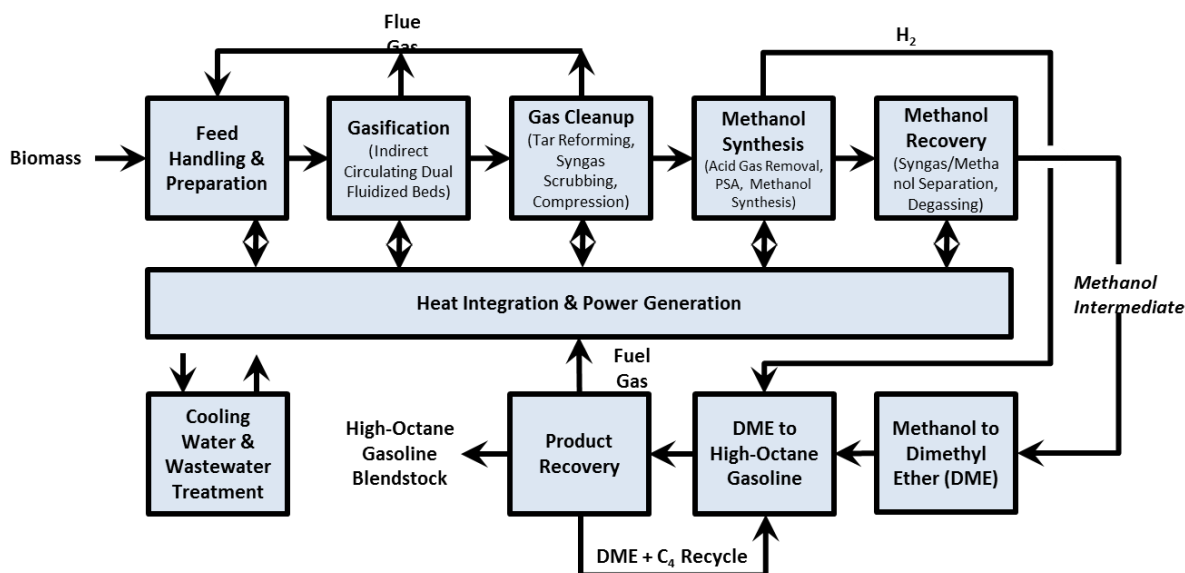 Flue
Gas
H₂
Biomass
Feed
Handling &
Preparation
Gasification
(Indirect
Circulating Dual
Fluidized Beds)
Gas Cleanup
(Tar Reforming,
Syngas
Scrubbing,
Compression)
Methanol
Synthesis
(Acid Gas Removal,
PSA, Methanol
Synthesis)
Methanol
Recovery
(Syngas/Metha
nol Separation,
Degassing)
Heat Integration & Power Generation
Methanol
Intermediate
Fuel
Gas
Cooling
Water &
Wastewater
Treatment
High-Octane
Gasoline
Blendstock
Product
Recovery
DME to
High-Octane
Gasoline
Methanol to
Dimethyl
Ether (DME)
DME + C₄ Recycle